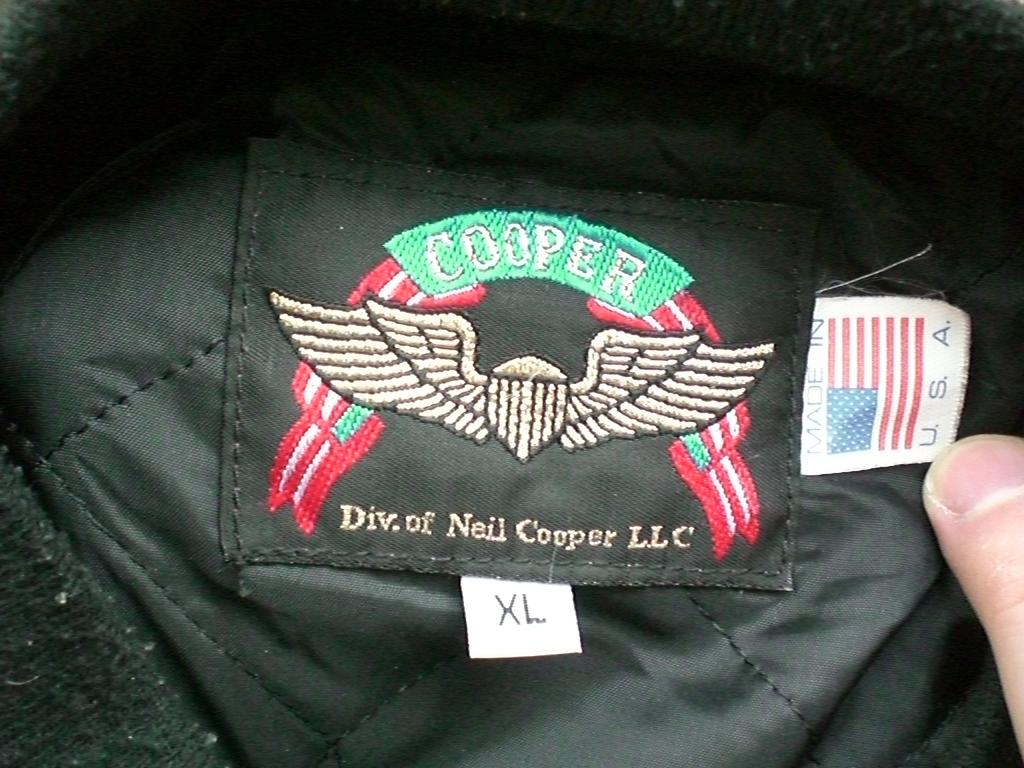 COOPER
Div. of Neil Cooper LLC
MADE IN
U. S. A.
XL